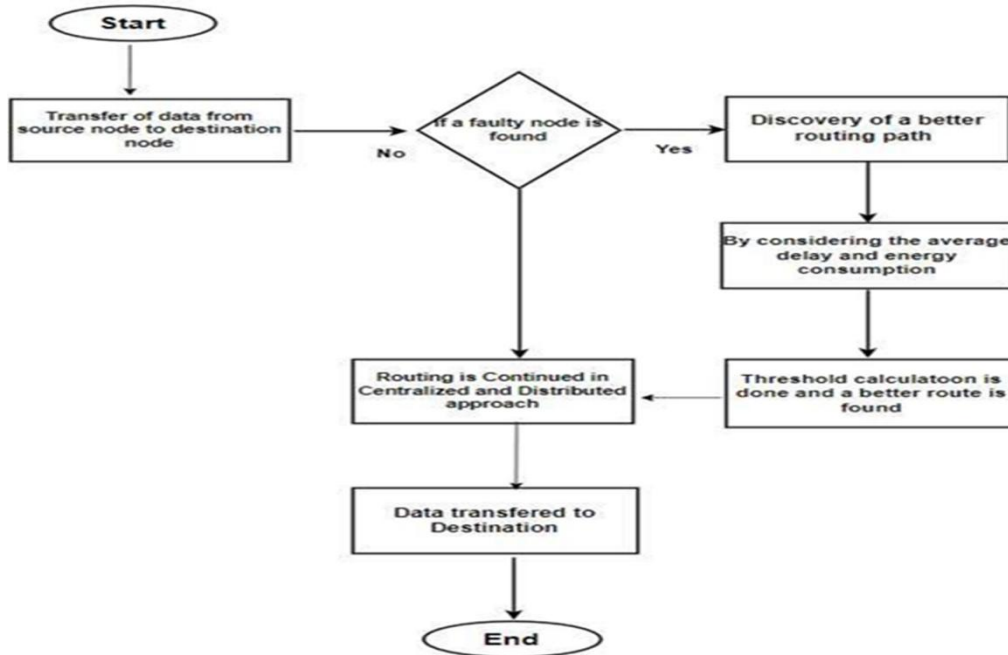 Start
Transfer of data from
source node to destination
node
If a faulty node is
found
No
Yes
Discovery of a better
routing path
By considering the average
delay and energy
consumption
Threshold calculatoon is
done and a better route is
found
Routing is Continued in
Centralized and Distributed
approach
Data transfered to
Destination
End